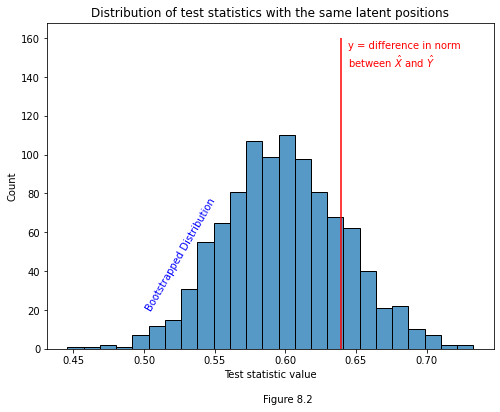 Distribution of test statistics with the same latent positions
160
140
120
100
80
60
40
20
0
Count
y = difference in norm
between X̂ and Ŷ
Bootstrapped Distribution
0.45
0.50
0.55
0.60
0.65
0.70
Test statistic value
Figure 8.2